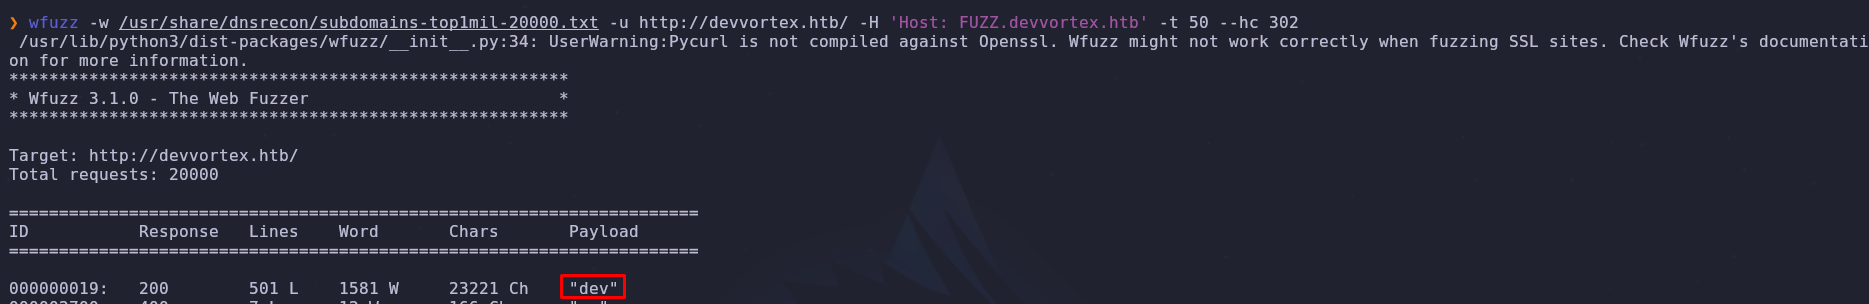 ❯ wfuzz -w /usr/share/dnsrecon/subdomains-top1mil-20000.txt -u http://devvortex.htb/ -H 'Host: FUZZ.devvortex.htb' -t 50 --hc 302
/usr/lib/python3/dist-packages/wfuzz/__init__.py:34: UserWarning:Pycurl is not compiled against Openssl. Wfuzz might not work correctly when fuzzing SSL sites. Check Wfuzz's documentati
on for more information.
********************************************************
* Wfuzz 3.1.0 - The Web Fuzzer                         *
********************************************************
Target: http://devvortex.htb/
Total requests: 20000
=====================================================================
ID           Response   Lines    Word       Chars       Payload
=====================================================================
000000019:   200        501 L    1581 W     23221 Ch    "dev"